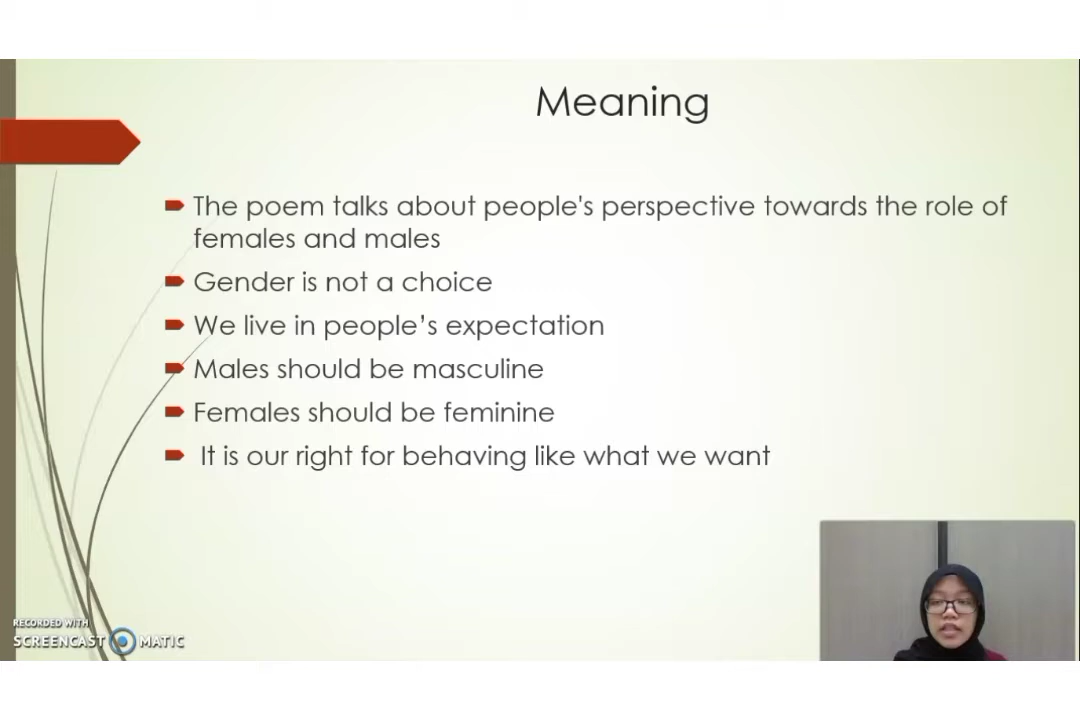 Meaning
The poem talks about people's perspective towards the role of
females and males
Gender is not a choice
We live in people’s expectation
Males should be masculine
Females should be feminine
It is our right for behaving like what we want
RECORDED WITH
SCREENCAST MATIC